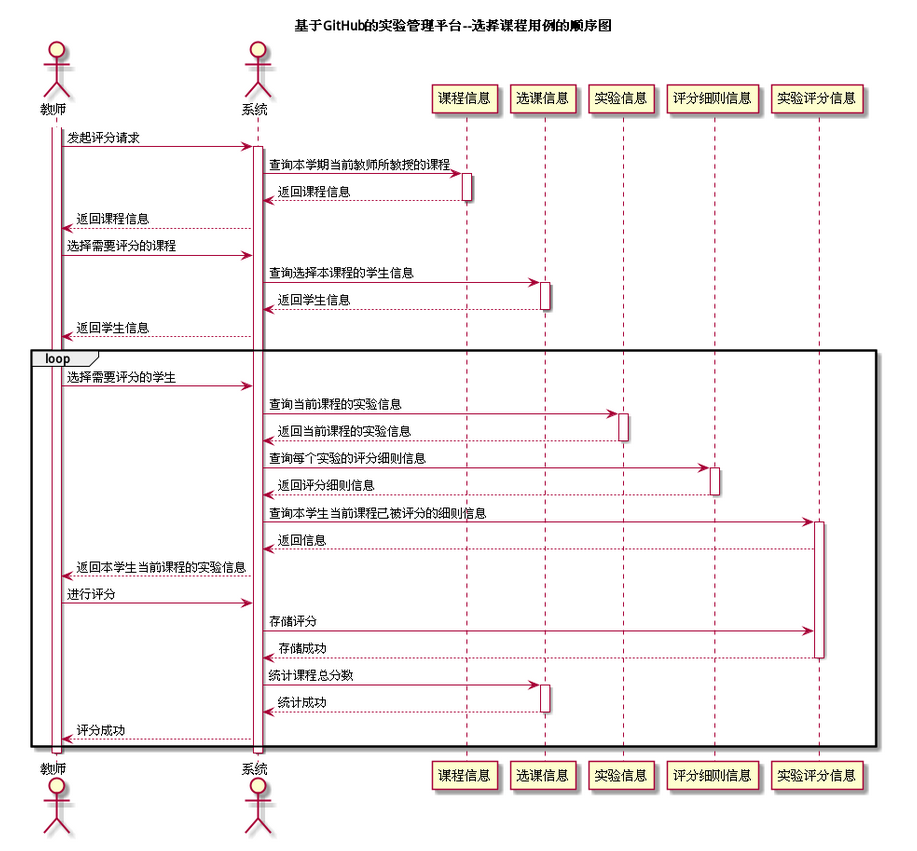 基于GitHub的实验管理平台--选择课程用例的顺序图
教师
系统
课程信息
选课信息
实验信息
评分细则信息
实验评分信息
发起评分请求
查询本学期当前教师所教授的课程
返回课程信息
返回课程信息
选择需要评分的课程
查询选择本课程的学生信息
返回学生信息
返回学生信息
loop
选择需要评分的学生
查询当前课程的实验信息
返回当前课程的实验信息
查询每个实验的评分细则信息
返回评分细则信息
查询本学生当前课程已被评分的细则信息
返回信息
返回本学生当前课程的实验信息
进行评分
存储评分
存储成功
统计课程总分数
统计成功
评分成功
教师
系统
课程信息
选课信息
实验信息
评分细则信息
实验评分信息